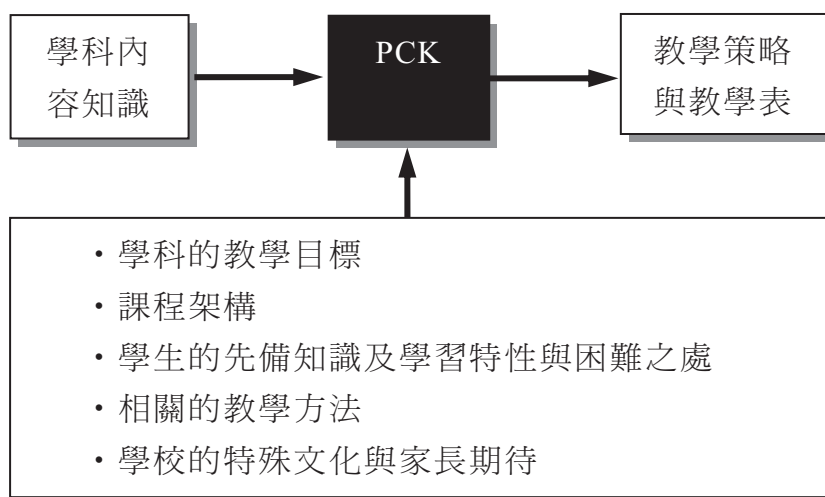 學科內
容知識
PCK
教學策略
與教學表
・學科的教學目標
・課程架構
・學生的先備知識及學習特性與困難之處
・相關的教學方法
・學校的特殊文化與家長期待